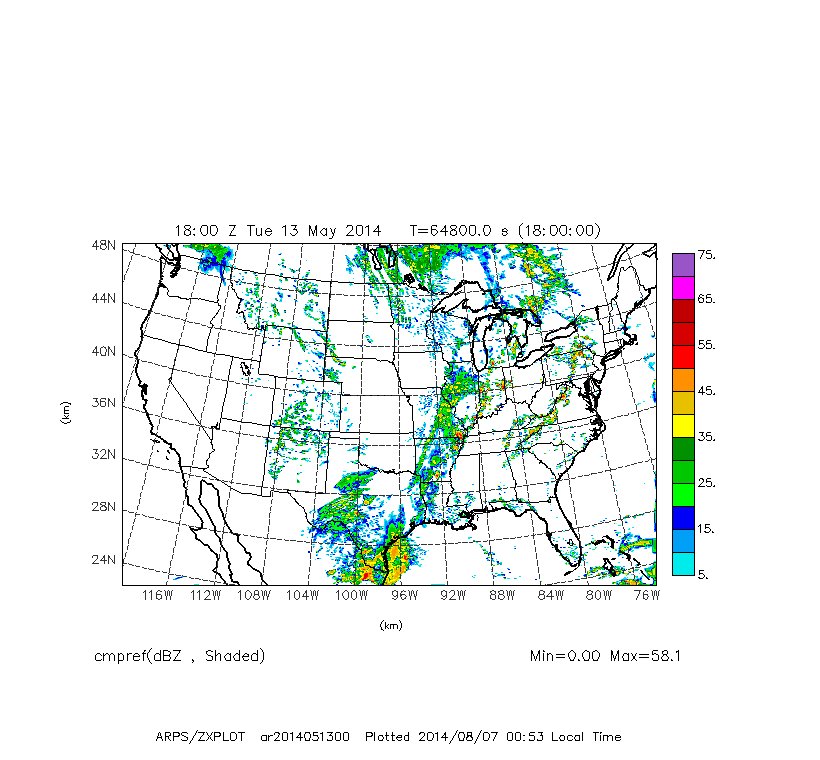 18:00 Z Tue 13 May 2014 T=64800.0 s (18:00:00)
48N
44N
40N
36N
32N
28N
24N
(km)
75.
65.
55.
45.
35.
25.
15.
5.
116W 112W 108W 104W 100W 96W 92W 88W 84W 80W 76W
(km)
cmpref(dBZ , Shaded) Min=0.00 Max=58.1
ARPS/ZXPLOT ar2014051300 Plotted 2014/08/07 00:53 Local Time